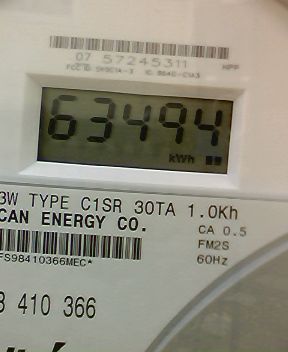 07 57245311
63494
kWh
3W TYPE C1SR 30TA 1.0Kh
CAN ENERGY CO.
CA 0.5
FM2S
60Hz
FS98410366MEC*
410 366